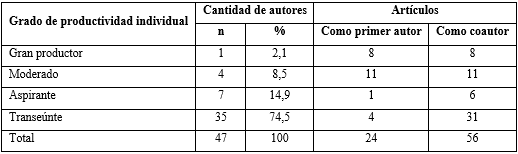 Grado de productividad individual Cantidad de autores Artículos
n % Como primer autor Como coautor
Gran productor 1 2,1 8 8
Moderado 4 8,5 11 11
Aspirante 7 14,9 1 6
Transeúnte 35 74,5 4 31
Total 47 100 24 56